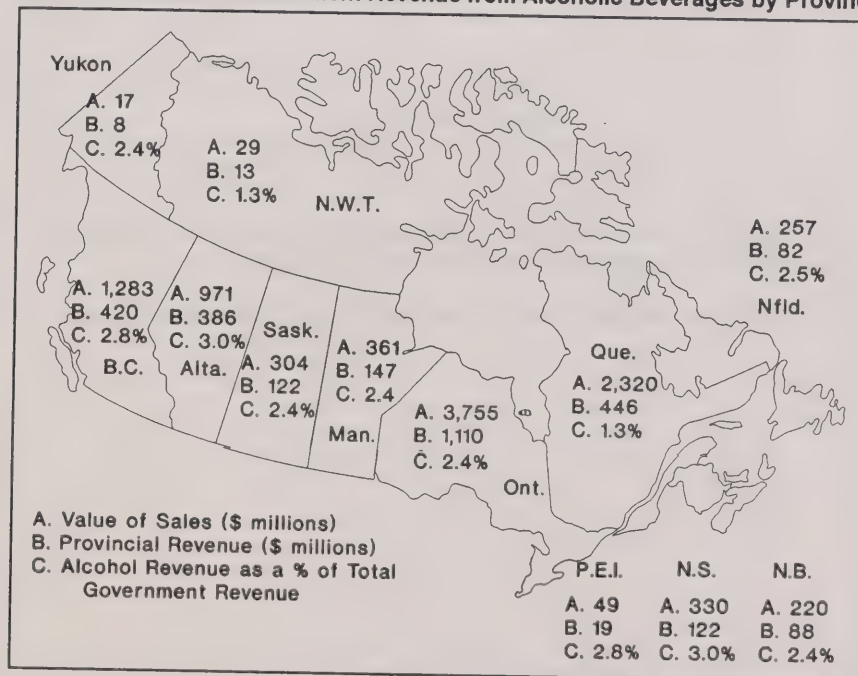 Revenue from Alcoholic Beverages by Provin
Yukon
A. 17
B. 8
C. 2.4%
A. 29
B. 13
C. 1.3%
N.W.T.
A. 257
B. 82
C. 2.5%
Nfld.
A. 1,283
B. 420
C. 2.8%
B.C.
A. 971
B. 386
C. 3.0%
Alta.
Sask.
A. 304
B. 122
C. 2.4%
A. 361
B. 147
C. 2.4
Man.
A. 3,755
B. 1,110
C. 2.4%
Ont.
Que.
A. 2,320
B. 446
C. 1.3%
A. Value of Sales ($ millions)
B. Provincial Revenue ($ millions)
C. Alcohol Revenue as a % of Total
Government Revenue
P.E.I.
A. 49
B. 19
C. 2.8%
N.S.
A. 330
B. 122
C. 3.0%
N.B.
A. 220
B. 88
C. 2.4%